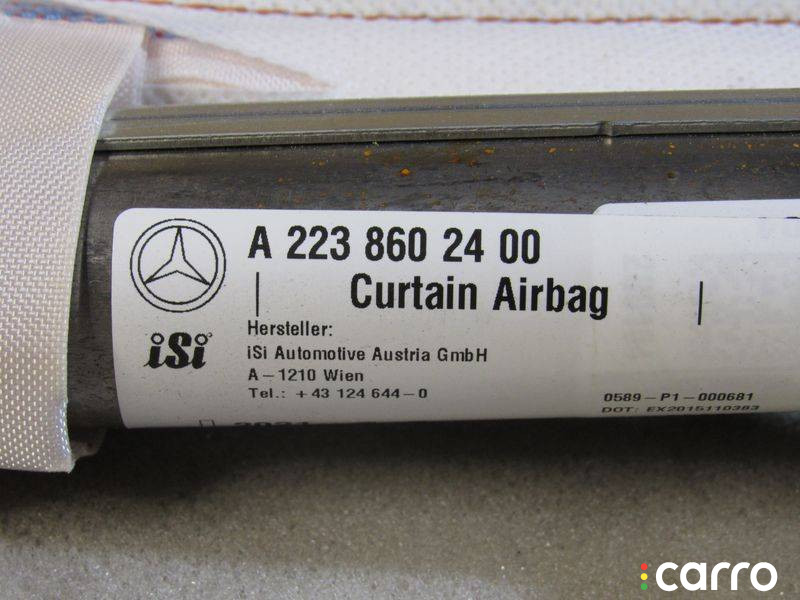 A 223 860 24 00
Curtain Airbag
iSi
Hersteller:
iSi Automotive Austria GmbH
A-1210 Wien
Tel.: +43 124 644-0
0589-P1-000681
DOT: EX2015110383
carro